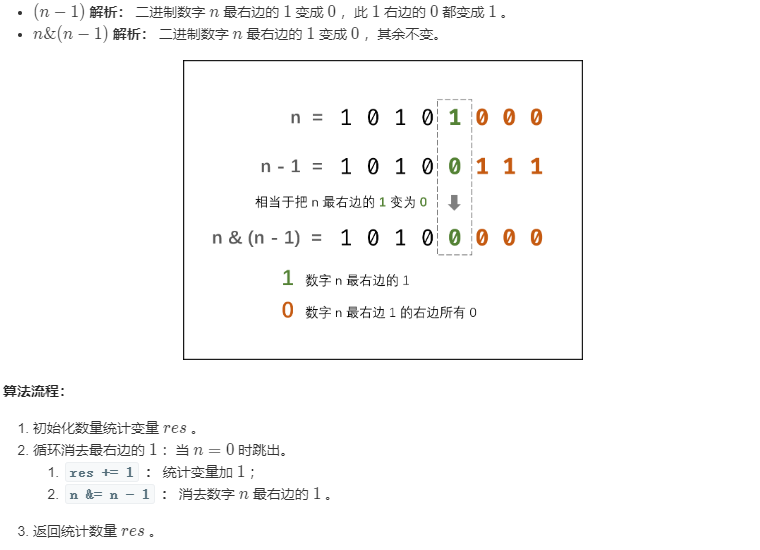 • (n − 1) 解析： 二进制数字 n 最右边的 1 变成 0 ，此 1 右边的 0 都变成 1 。
• n&(n − 1) 解析： 二进制数字 n 最右边的 1 变成 0 ，其余不变。
n = 1 0 1 0 1 0 0 0
n - 1 = 1 0 1 0 0 1 1 1
相当于把 n 最右边的 1 变为 0
n & (n - 1) = 1 0 1 0 0 0 0 0
1 数字 n 最右边的 1
0 数字 n 最右边 1 的右边所有 0
算法流程：
1. 初始化数量统计变量 res 。
2. 循环消去最右边的 1 ：当 n = 0 时跳出。
1. res += 1 ： 统计变量加 1 ；
2. n &= n - 1 ： 消去数字 n 最右边的 1 。
3. 返回统计数量 res 。